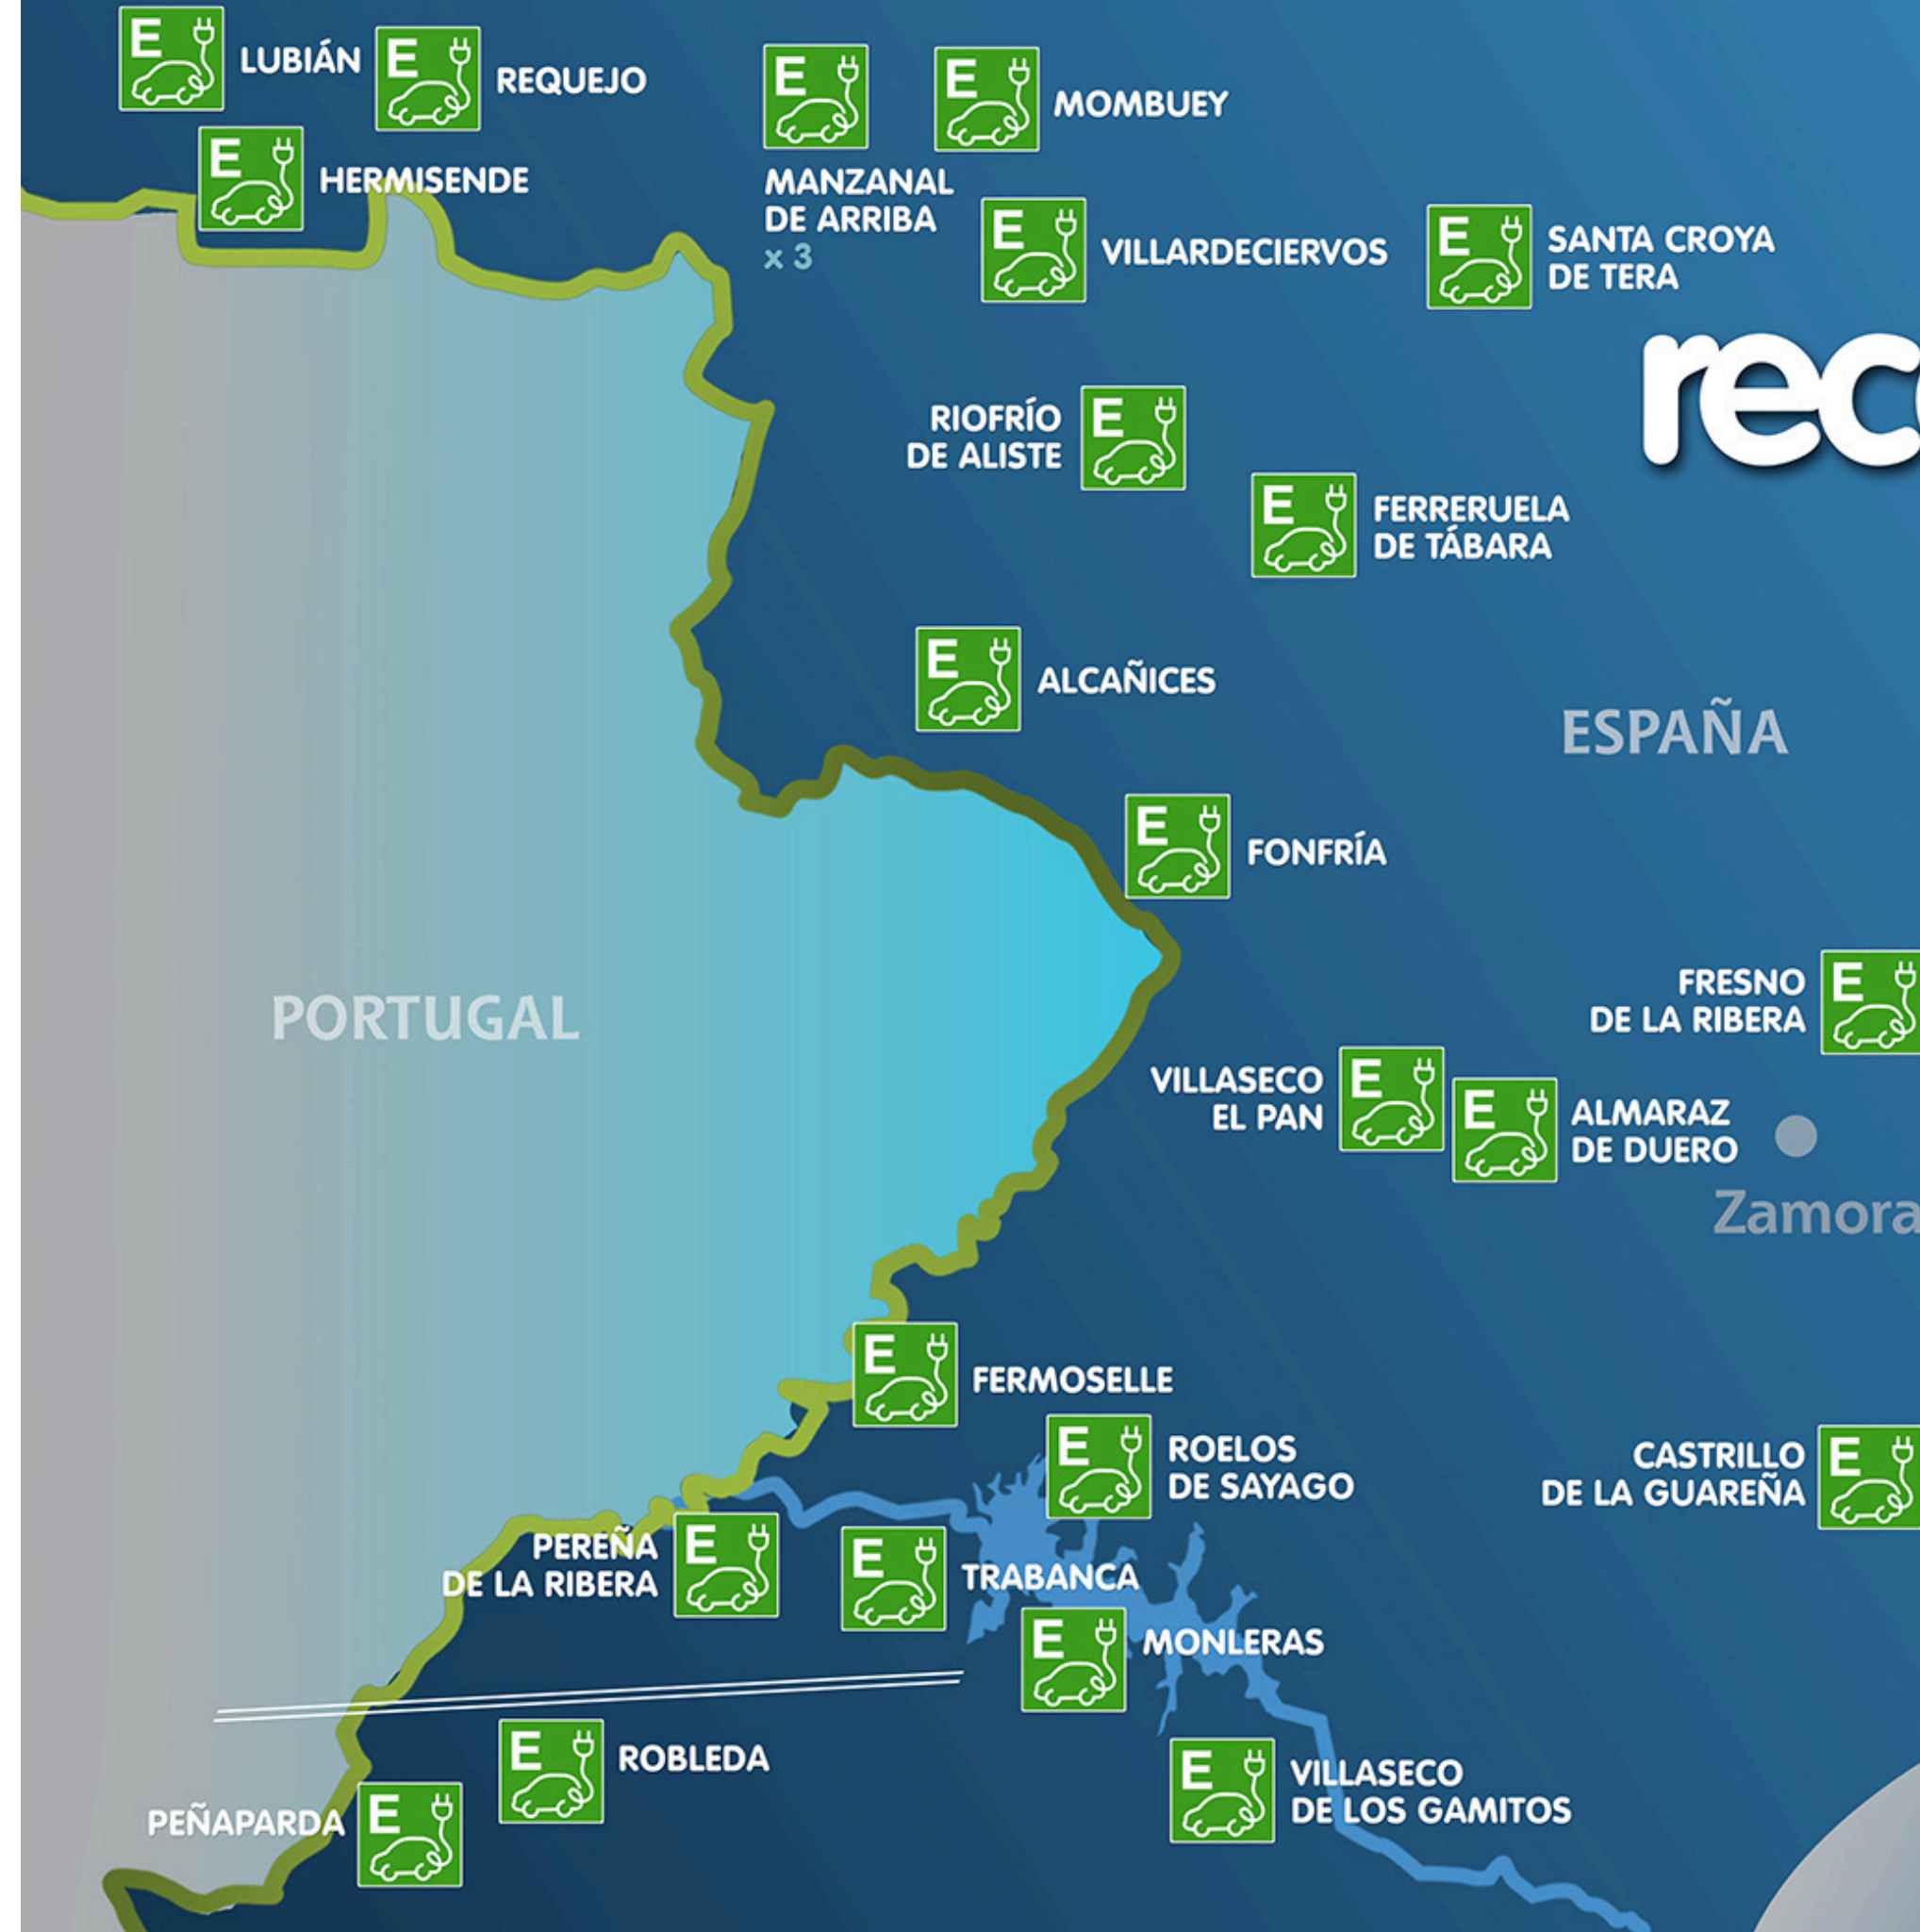 E
LUBIÁN
E
REQUEJO
E
HERMISENDE
E
MANZANAL
DE ARRIBA
x 3
E
MOMBUEY
E
VILLARDECIERVOS
E
SANTA CROYA
DE TERA
rec
RIOFRÍO
DE ALISTE
E
E
FERRERUELA
DE TÁBARA
E
ALCAÑICES
ESPAÑA
E
FONFRÍA
PORTUGAL
FRESNO
DE LA RIBERA
E
VILLASECO
EL PAN
E
E
ALMARAZ
DE DUERO
Zamora
E
FERMOSELLE
E
ROELOS
DE SAYAGO
CASTRILLO
DE LA GUAREÑA
E
PEREÑA
DE LA RIBERA
E
E
TRABANCA
E
MONLERAS
E
ROBLEDA
E
VILLASECO
DE LOS GAMITOS
PEÑAPARDA
E